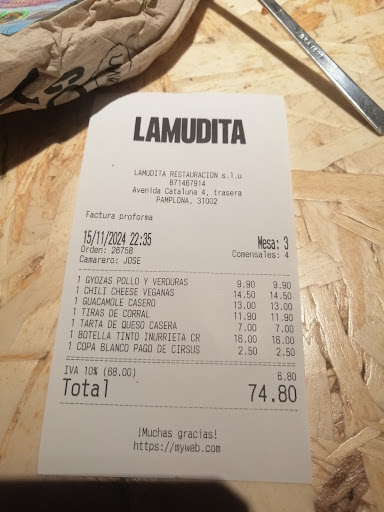 LAMUDITA
LAMUDITA RESTAURACION s.l.u
B71467914
Avenida Cataluna 4, trasera
PAMPLONA, 31002
Factura proforma
15/11/2024 22:35 Mesa: 3
Orden: 26758 Comensales: 4
Camarero: JOSE
1 GYOZAS POLLO Y VERDURAS 9.90 9.90
1 CHILI CHEESE VEGANAS 14.50 14.50
1 GUACAMOLE CASERO 13.00 13.00
1 TIRAS DE CORRAL 11.90 11.90
1 TARTA DE QUESO CASERA 7.00 7.00
1 BOTELLA TINTO INURRIETA CR 16.00 16.00
1 COPA BLANCO PAGO DE CIRSUS 2.50 2.50
IVA 10% (68.00) 6.80
Total 74.80
!Muchas gracias!
https://myweb.com